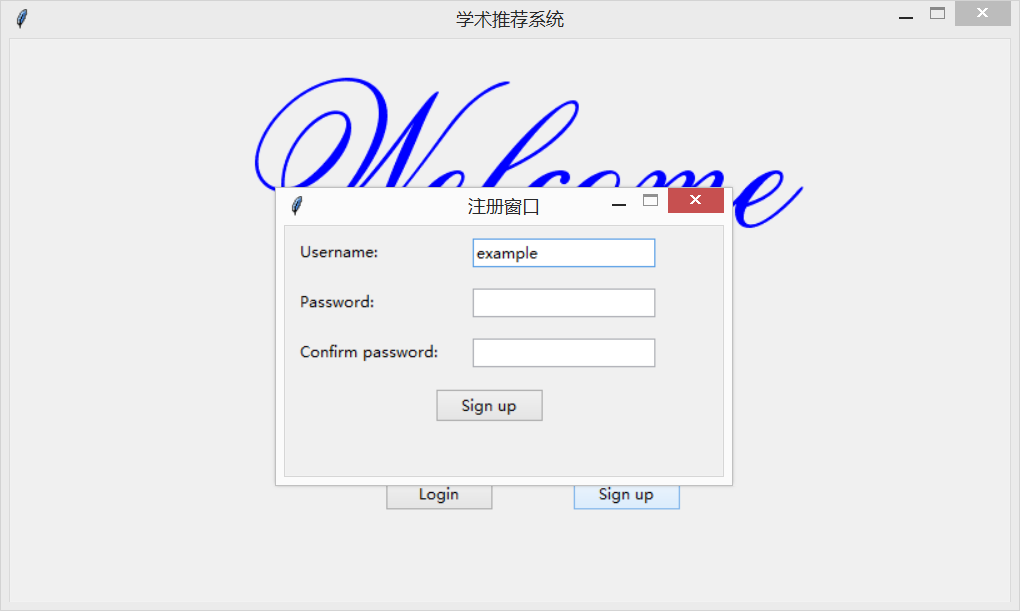 学术推荐系统
Welcome
注册窗口
Username: example
Password:
Confirm password:
Sign up
Login Sign up